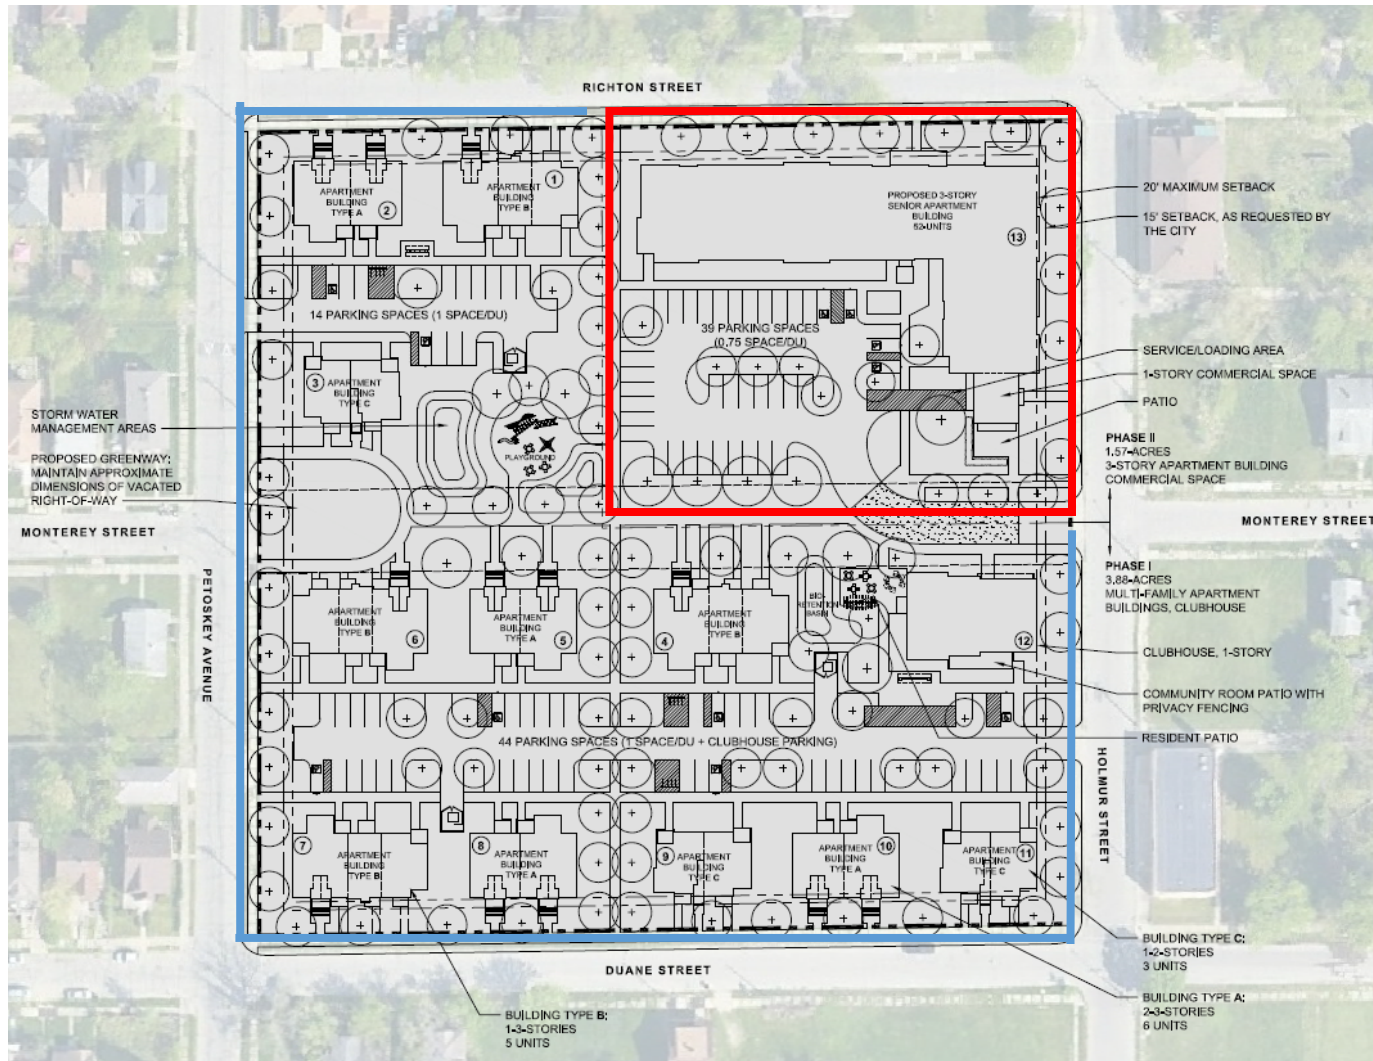 RICHTON STREET
APARTMENT
BUILDING
TYPE A
2
APARTMENT
BUILDING
TYPE B
1
PROPOSED 3-STORY
SENIOR APARTMENT
BUILDING
52-UNITS
13
20' MAXIMUM SETBACK
15' SETBACK, AS REQUESTED BY
THE CITY
14 PARKING SPACES (1 SPACE/DU)
39 PARKING SPACES
(0.75 SPACE/DU)
SERVICE/LOADING AREA
1-STORY COMMERCIAL SPACE
PATIO
3
APARTMENT
BUILDING
TYPE C
STORM WATER
MANAGEMENT AREAS
PLAYGROUND
PROPOSED GREENWAY:
MAINTAIN APPROXIMATE
DIMENSIONS OF VACATED
RIGHT-OF-WAY
PHASE II
1.57-ACRES
3-STORY APARTMENT BUILDING
COMMERCIAL SPACE
MONTEREY STREET
MONTEREY STREET
PETOSKEY AVENUE
PHASE I
3.88-ACRES
MULTI-FAMILY APARTMENT
BUILDINGS, CLUBHOUSE
APARTMENT
BUILDING
TYPE B
6
APARTMENT
BUILDING
TYPE A
5
4
APARTMENT
BUILDING
TYPE B
BIO-
RETENTION
BASIN
12
CLUBHOUSE, 1-STORY
COMMUNITY ROOM PATIO WITH
PRIVACY FENCING
RESIDENT PATIO
44 PARKING SPACES (1 SPACE/DU + CLUBHOUSE PARKING)
HOLMUR STREET
7
APARTMENT
BUILDING
TYPE B
8
APARTMENT
BUILDING
TYPE A
9
APARTMENT
BUILDING
TYPE C
10
APARTMENT
BUILDING
TYPE A
11
APARTMENT
BUILDING
TYPE C
DUANE STREET
BUILDING TYPE C:
1-2-STORIES
3 UNITS
BUILDING TYPE A:
2-3-STORIES
6 UNITS
BUILDING TYPE B:
1-3-STORIES
5 UNITS